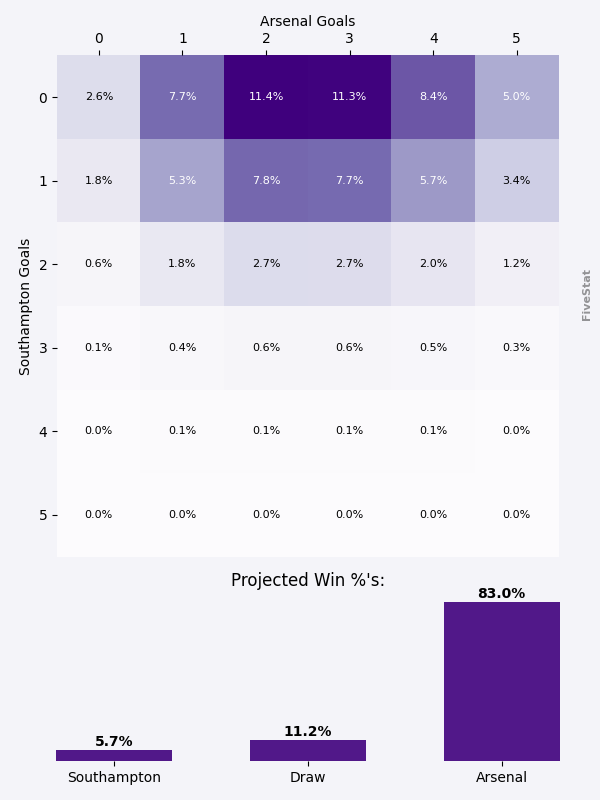 Arsenal Goals
0 1 2 3 4 5
0 2.6% 7.7% 11.4% 11.3% 8.4% 5.0%
1 1.8% 5.3% 7.8% 7.7% 5.7% 3.4%
2 0.6% 1.8% 2.7% 2.7% 2.0% 1.2%
3 0.1% 0.4% 0.6% 0.6% 0.5% 0.3%
4 0.0% 0.1% 0.1% 0.1% 0.1% 0.0%
5 0.0% 0.0% 0.0% 0.0% 0.0% 0.0%
Southampton Goals
FiveStat
Projected Win %'s:
5.7% 11.2% 83.0%
Southampton Draw Arsenal